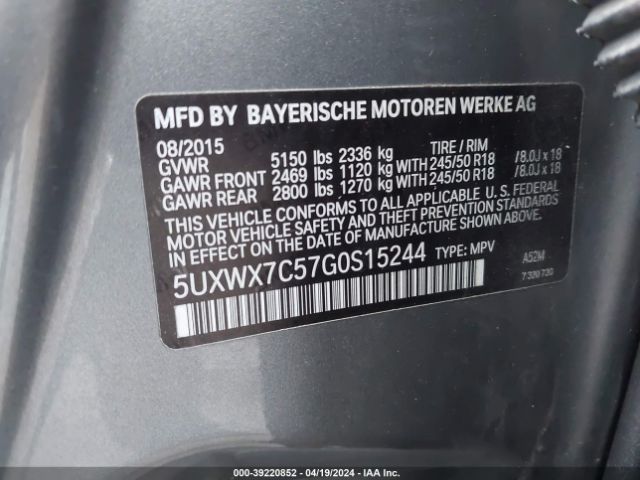 MFD BY BAYERISCHE MOTOREN WERKE AG
08/2015 TIRE / RIM
GVWR 5150 lbs 2336 kg
GAWR FRONT 2469 lbs 1120 kg WITH 245/50 R18 /8.0J x 18
GAWR REAR 2800 lbs 1270 kg WITH 245/50 R18 /8.0J x 18
THIS VEHICLE CONFORMS TO ALL APPLICABLE U. S. FEDERAL
MOTOR VEHICLE SAFETY AND THEFT PREVENTION STANDARDS
IN EFFECT ON THE DATE OF MANUFACTURE SHOWN ABOVE.
5UXWX7C57G0S15244 TYPE: MPV A52M
7 320 720
000-39220852 - 04/19/2024 - IAA Inc.